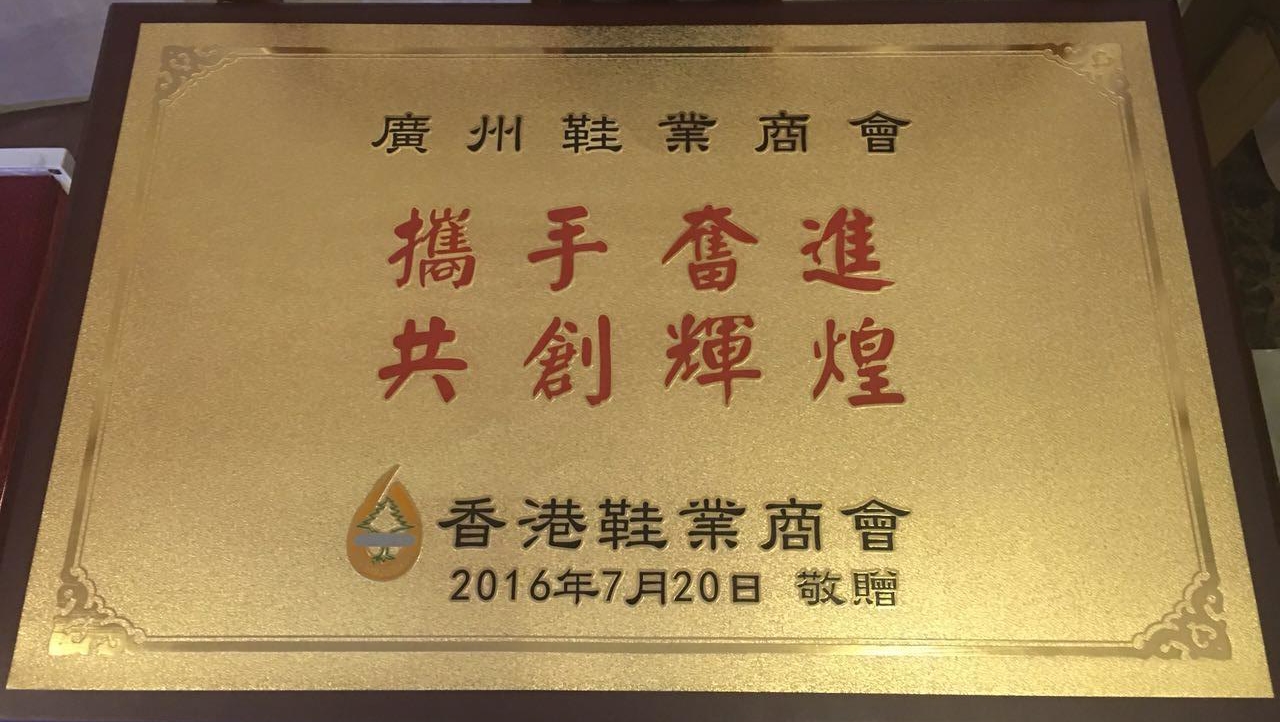 廣州鞋業商會
攜手奮進
共創輝煌
香港鞋業商會
2016年7月20日 敬贈